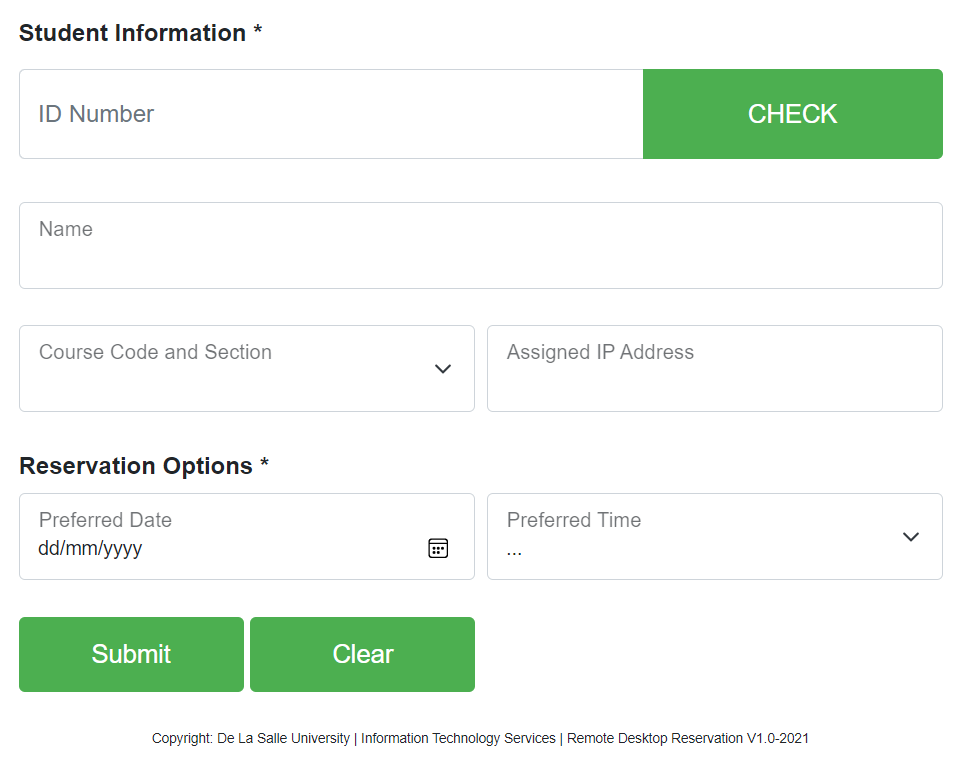 Student Information *
ID Number CHECK
Name
Course Code and Section Assigned IP Address
Reservation Options *
Preferred Date Preferred Time
dd/mm/yyyy ...
Submit Clear
Copyright: De La Salle University | Information Technology Services | Remote Desktop Reservation V1.0-2021